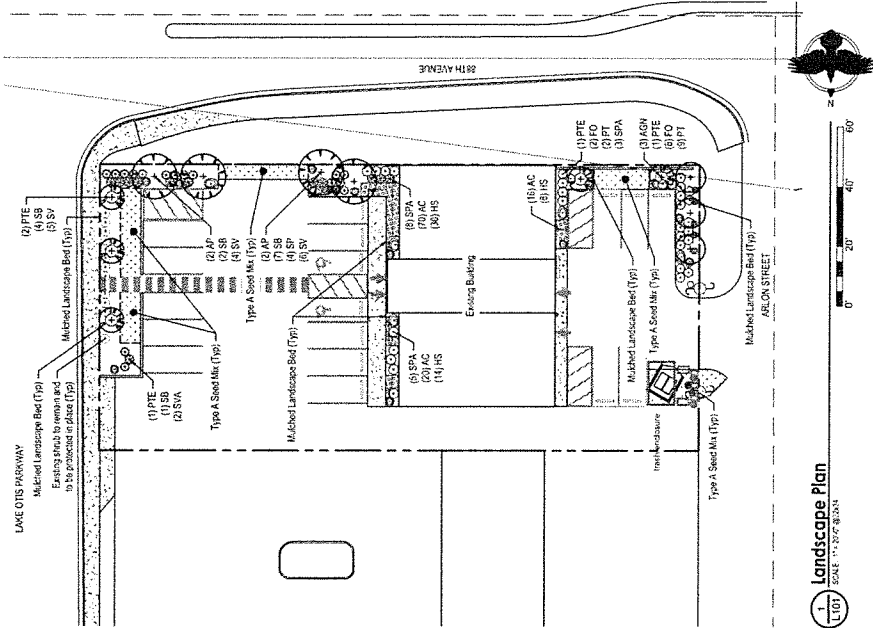 LAKE OTIS PARKWAY
Mulched Landscape Bed (Typ)
Existing shrub to remain and
to be protected in place (Typ)
Mulched Landscape Bed (Typ)
(2) PTE
(4) SB
(5) SV
(1) PTE
(1) SB
(2) SVA
Type A Seed Mix (Typ)
(2) AP
(2) SB
(4) SV
Type A Seed Mix (Typ)
Mulched Landscape Bed (Typ)
(2) AP
(7) SB
(4) SP
(6) SV
88TH AVENUE
(8) SPA
(70) AC
(30) HS
(5) SPA
(20) AC
(14) HS
Existing Building
(16) AC
(6) HS
(1) PTE
(2) FO
(2) PT
(3) SPA
(3) AGN
(1) PTE
(6) FO
(9) PT
Mulched Landscape Bed (Typ)
Type A Seed Mix (Typ)
trash enclosure
Type A Seed Mix (Typ)
Mulched Landscape Bed (Typ)
ARLON STREET
1
L101
Landscape Plan
0'
20'
40'
60'
N